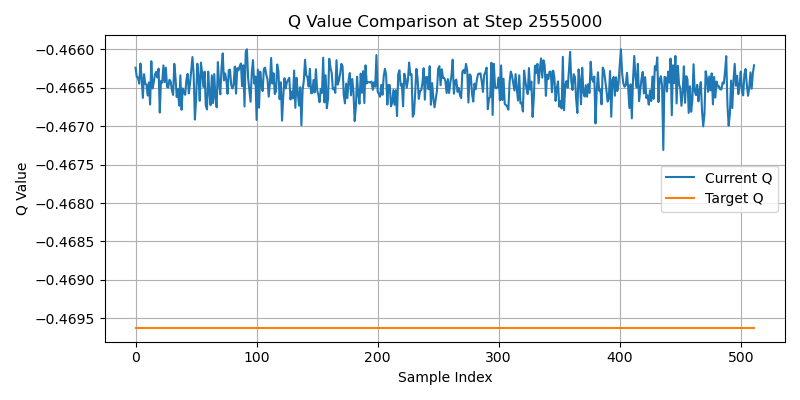 Q Value Comparison at Step 2555000
Q Value
−0.4660
−0.4665
−0.4670
−0.4675
−0.4680
−0.4685
−0.4690
−0.4695
Current Q
Target Q
0 100 200 300 400 500
Sample Index